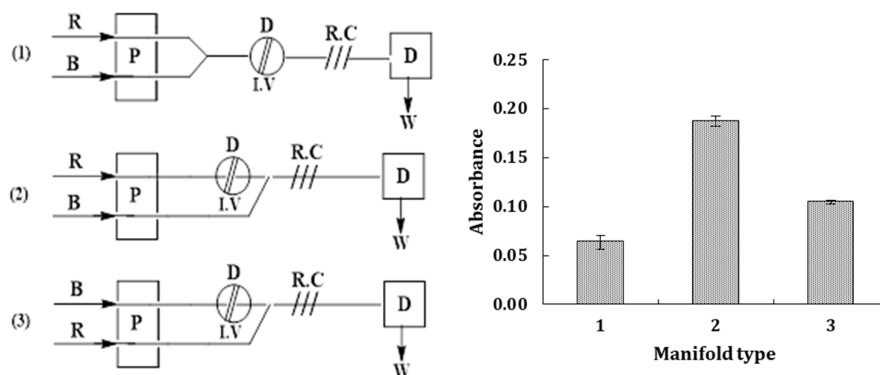 (1) R B P D I.V R.C D W
(2) R B P D I.V R.C D W
(3) B R P D I.V R.C D W
0.25
0.20
0.15
0.10
0.05
0.00
Absorbance
1 2 3
Manifold type